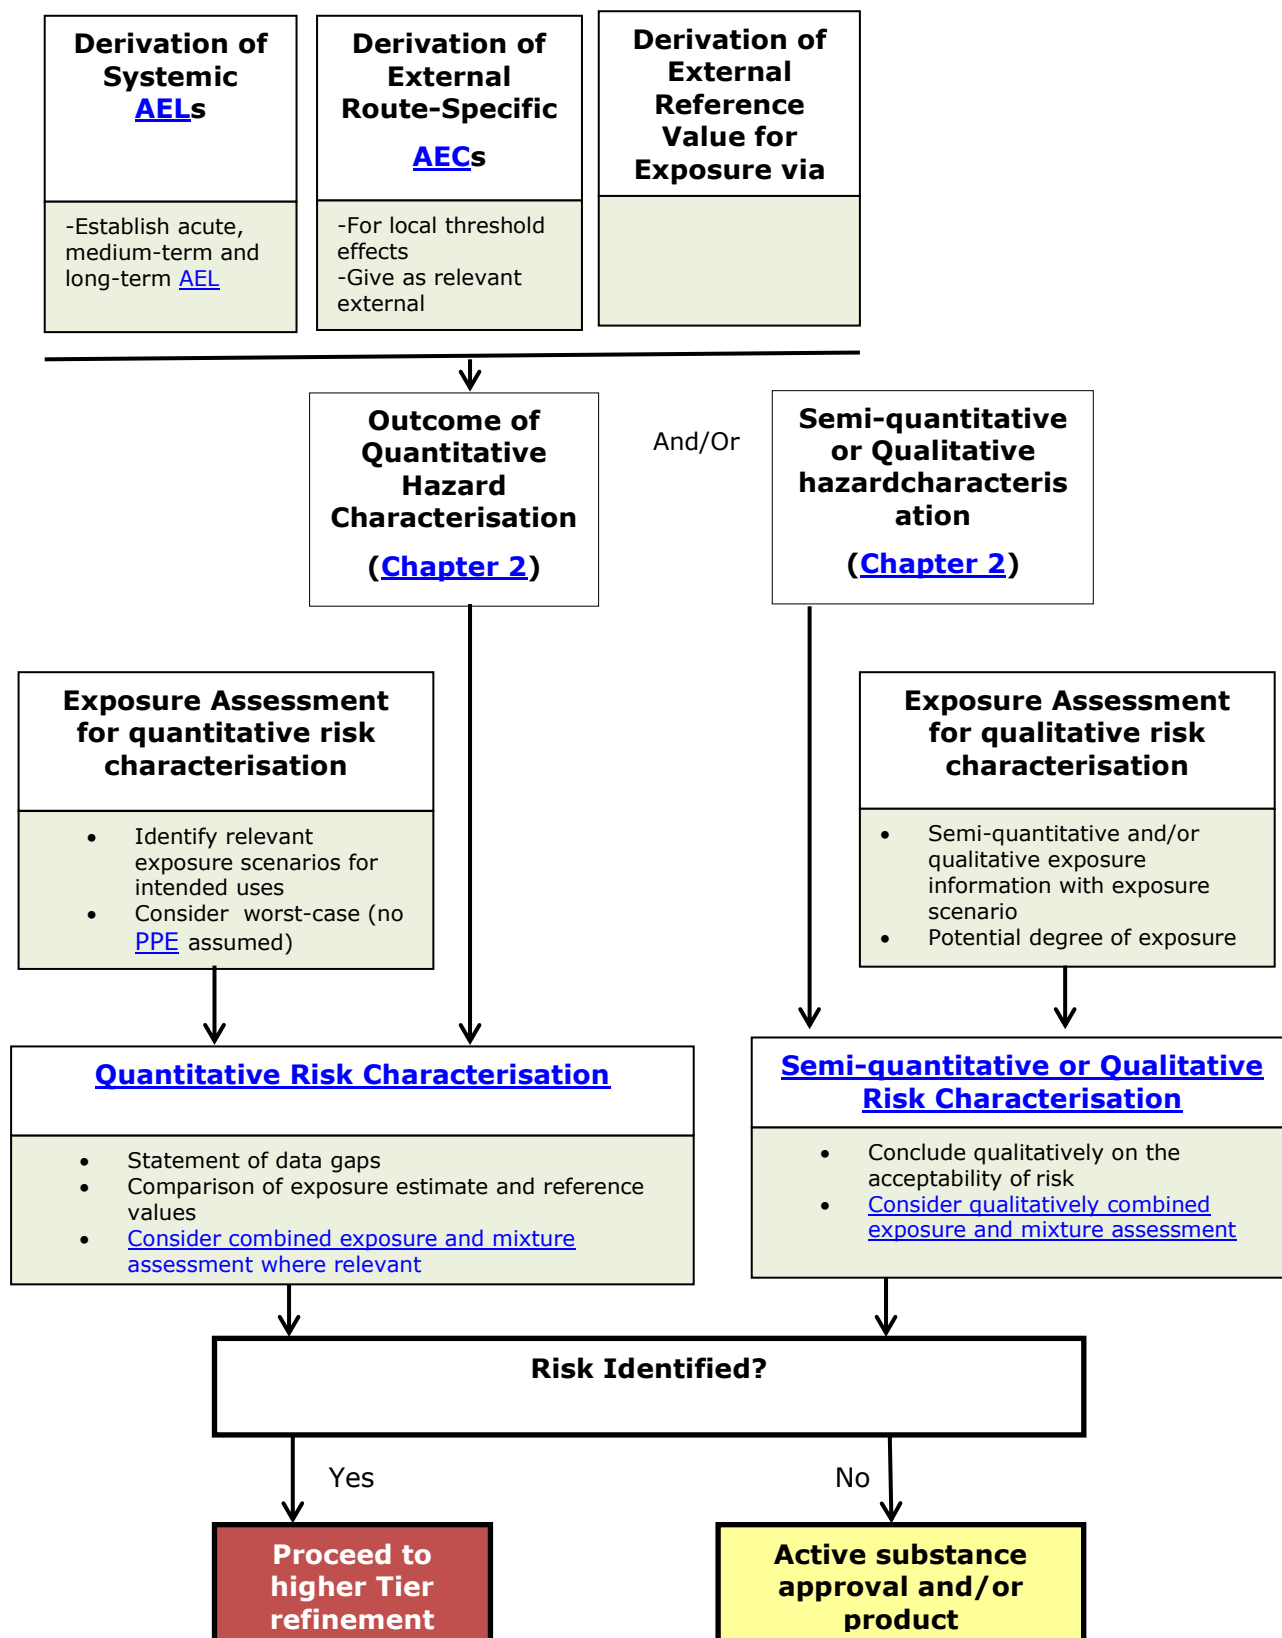 Derivation of
Systemic
AELs
-Establish acute,
medium-term and
long-term AEL
Derivation of
External
Route-Specific
AECs
-For local threshold
effects
-Give as relevant
external
Derivation of
External
Reference
Value for
Exposure via
Outcome of
Quantitative
Hazard
Characterisation
(Chapter 2)
And/Or
Semi-quantitative
or Qualitative
hazardcharacteris
ation
(Chapter 2)
Exposure Assessment
for quantitative risk
characterisation
• Identify relevant
exposure scenarios for
intended uses
• Consider worst-case (no
PPE assumed)
Exposure Assessment
for qualitative risk
characterisation
• Semi-quantitative and/or
qualitative exposure
information with exposure
scenario
• Potential degree of exposure
Quantitative Risk Characterisation
• Statement of data gaps
• Comparison of exposure estimate and reference
values
• Consider combined exposure and mixture
assessment where relevant
Semi-quantitative or Qualitative
Risk Characterisation
• Conclude qualitatively on the
acceptability of risk
• Consider qualitatively combined
exposure and mixture assessment
Risk Identified?
Yes
No
Proceed to
higher Tier
refinement
Active substance
approval and/or
product